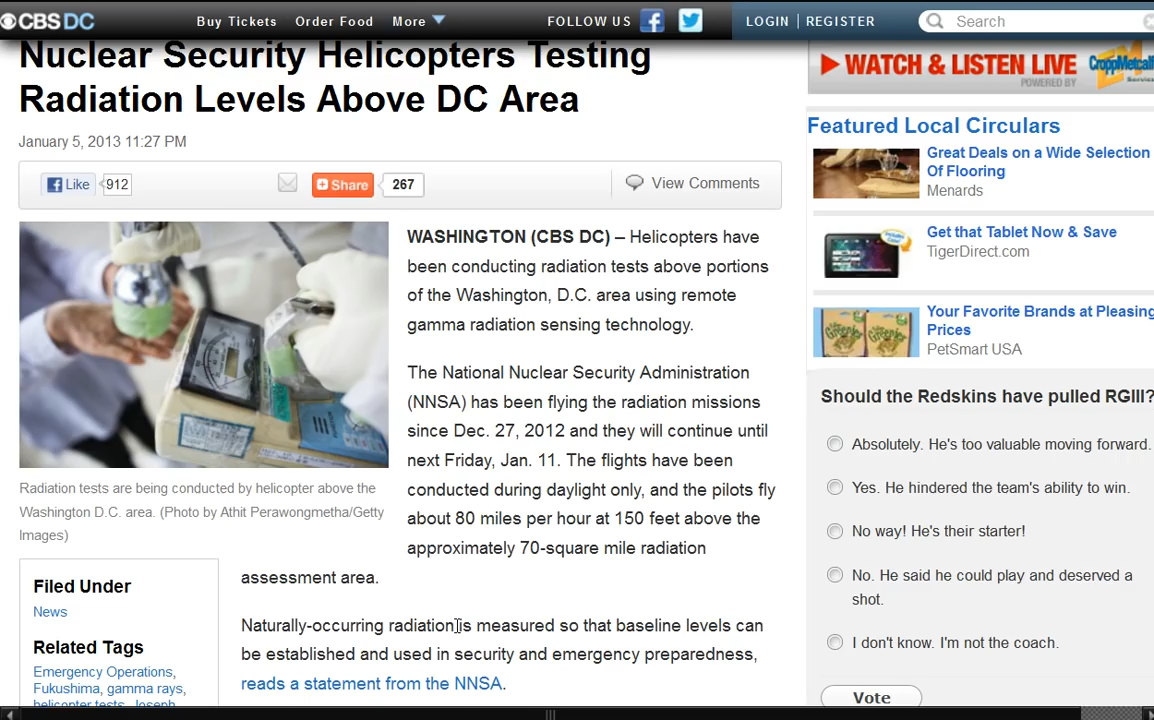 CBS DC Buy Tickets Order Food More FOLLOW US LOGIN | REGISTER Search
Nuclear Security Helicopters Testing
Radiation Levels Above DC Area
January 5, 2013 11:27 PM
Like 912 Share 267 View Comments
WASHINGTON (CBS DC) – Helicopters have
been conducting radiation tests above portions
of the Washington, D.C. area using remote
gamma radiation sensing technology.
The National Nuclear Security Administration
(NNSA) has been flying the radiation missions
since Dec. 27, 2012 and they will continue until
next Friday, Jan. 11. The flights have been
conducted during daylight only, and the pilots fly
about 80 miles per hour at 150 feet above the
approximately 70-square mile radiation
assessment area.
Naturally-occurring radiation is measured so that baseline levels can
be established and used in security and emergency preparedness,
reads a statement from the NNSA.
Radiation tests are being conducted by helicopter above the
Washington D.C. area. (Photo by Athit Perawongmetha/Getty
Images)
Filed Under
News
Related Tags
Emergency Operations,
Fukushima, gamma rays,
helicopter tests, Joseph
WATCH & LISTEN LIVE
POWERED BY CroppMetcalfe
Featured Local Circulars
Great Deals on a Wide Selection
Of Flooring
Menards
Get that Tablet Now & Save
TigerDirect.com
Your Favorite Brands at Pleasing
Prices
PetSmart USA
Should the Redskins have pulled RGIII?
Absolutely. He's too valuable moving forward.
Yes. He hindered the team's ability to win.
No way! He's their starter!
No. He said he could play and deserved a
shot.
I don't know. I'm not the coach.
Vote